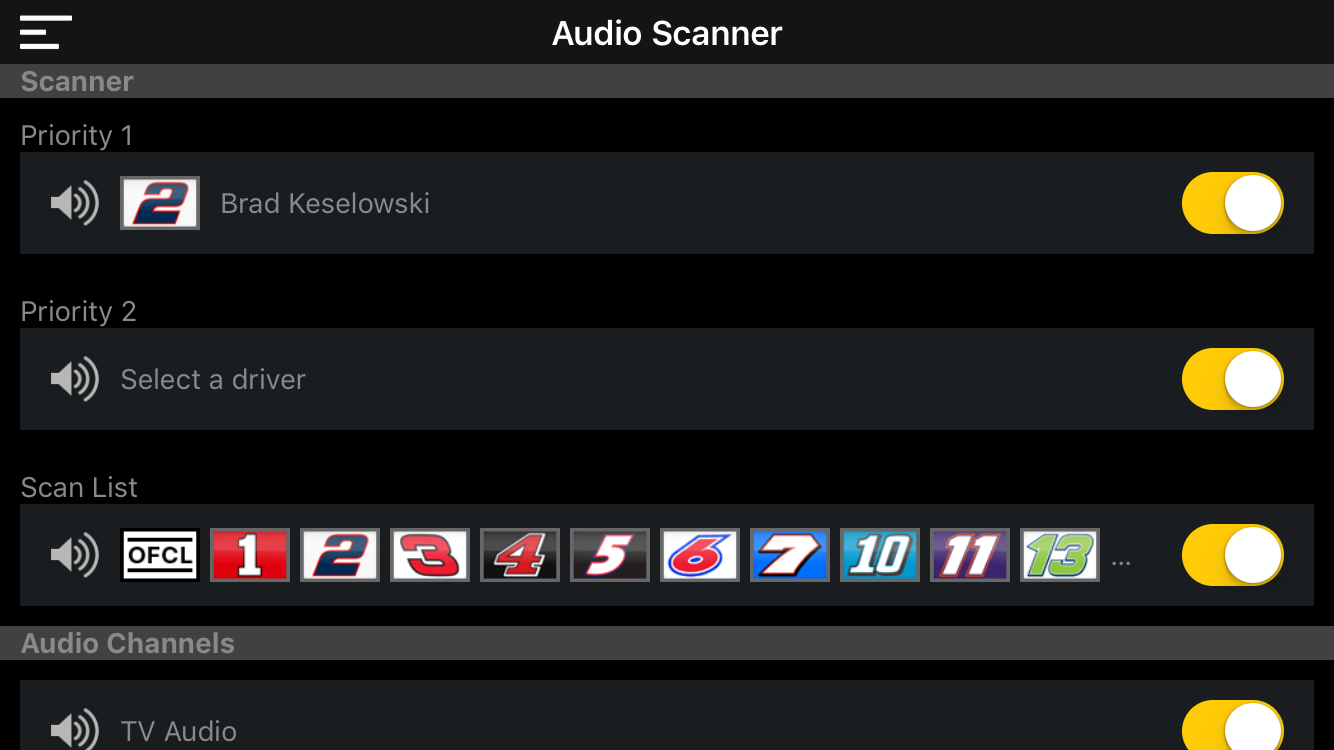 Audio Scanner
Scanner
Priority 1
2 Brad Keselowski
Priority 2
Select a driver
Scan List
OFCL 1 2 3 4 5 6 7 10 11 13 ...
Audio Channels
TV Audio